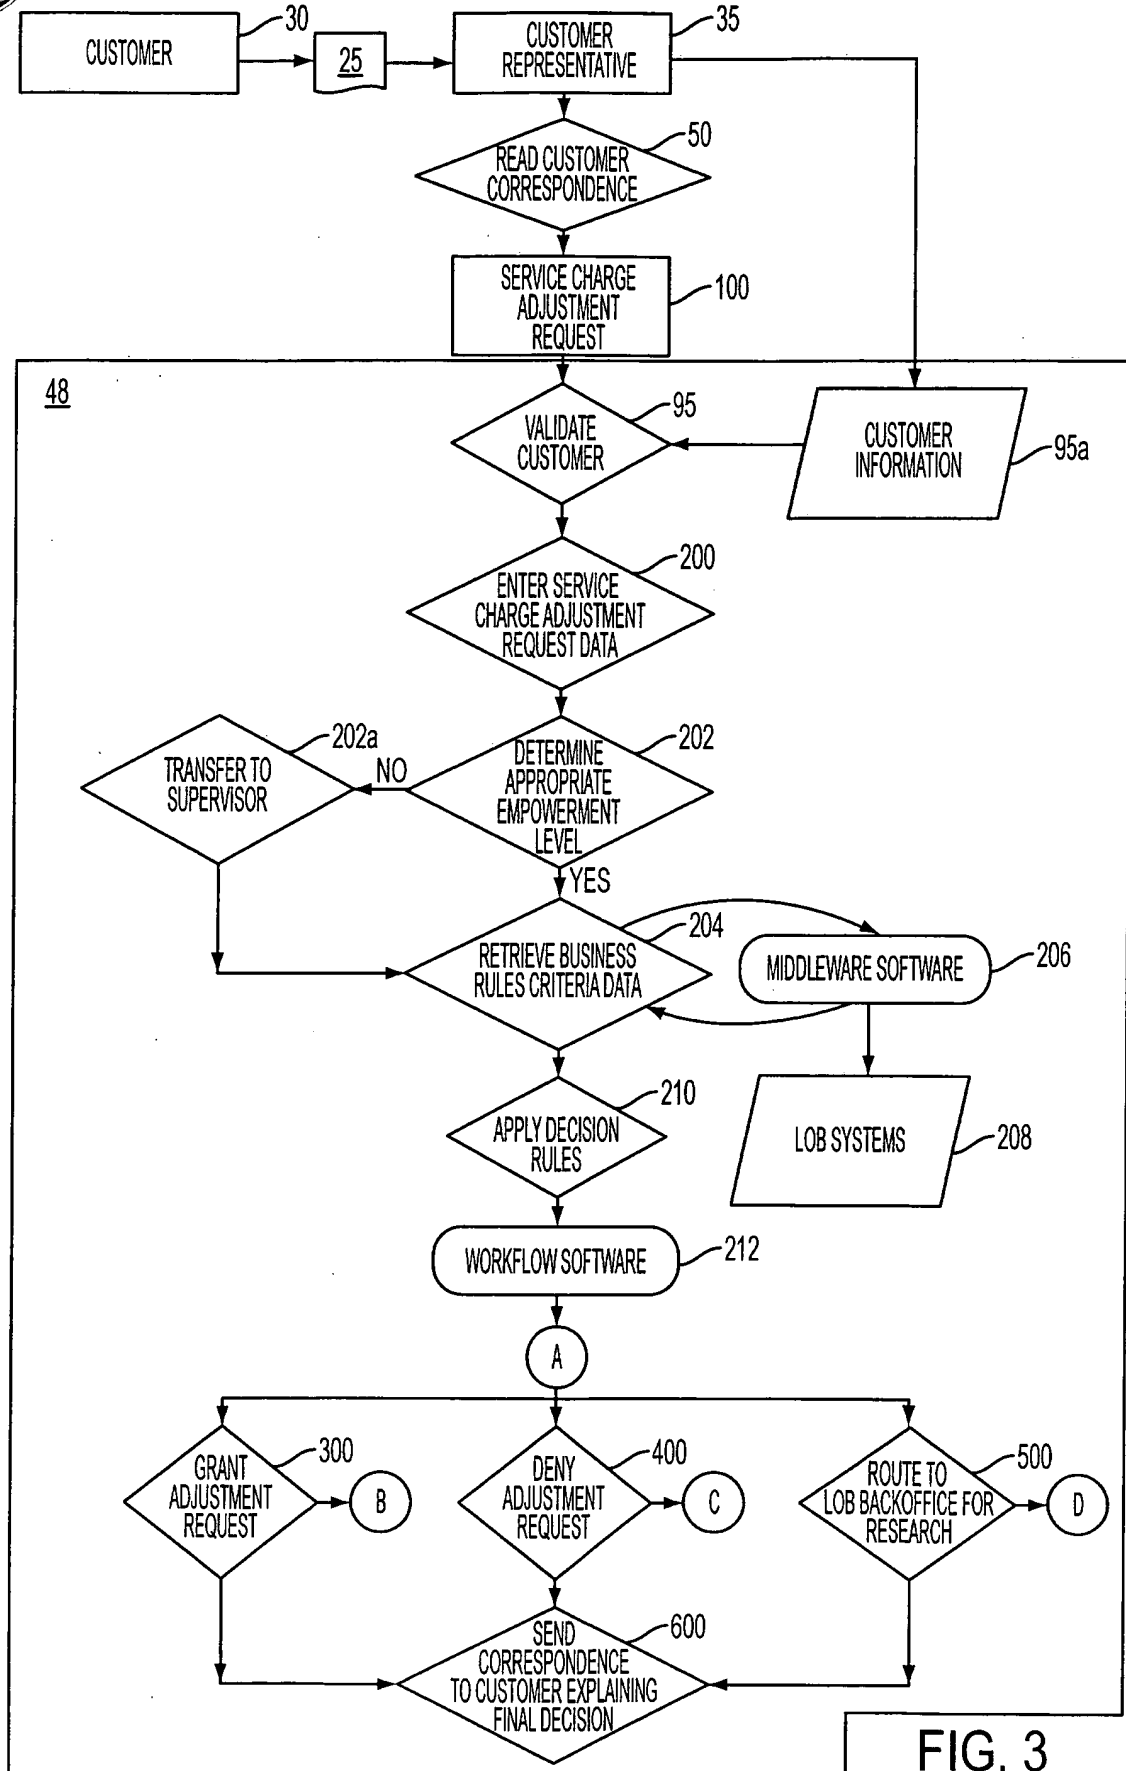 30
CUSTOMER
25
35
CUSTOMER
REPRESENTATIVE
50
READ CUSTOMER
CORRESPONDENCE
SERVICE CHARGE
ADJUSTMENT
REQUEST
100
48
95
VALIDATE
CUSTOMER
CUSTOMER
INFORMATION
95a
200
ENTER SERVICE
CHARGE ADJUSTMENT
REQUEST DATA
202a
TRANSFER TO
SUPERVISOR
NO
202
DETERMINE
APPROPRIATE
EMPOWERMENT
LEVEL
YES
204
RETRIEVE BUSINESS
RULES CRITERIA DATA
MIDDLEWARE SOFTWARE
206
210
APPLY DECISION
RULES
LOB SYSTEMS
208
WORKFLOW SOFTWARE
212
A
300
GRANT
ADJUSTMENT
REQUEST
B
400
DENY
ADJUSTMENT
REQUEST
C
500
ROUTE TO
LOB BACKOFFICE FOR
RESEARCH
D
600
SEND
CORRESPONDENCE
TO CUSTOMER EXPLAINING
FINAL DECISION
FIG. 3